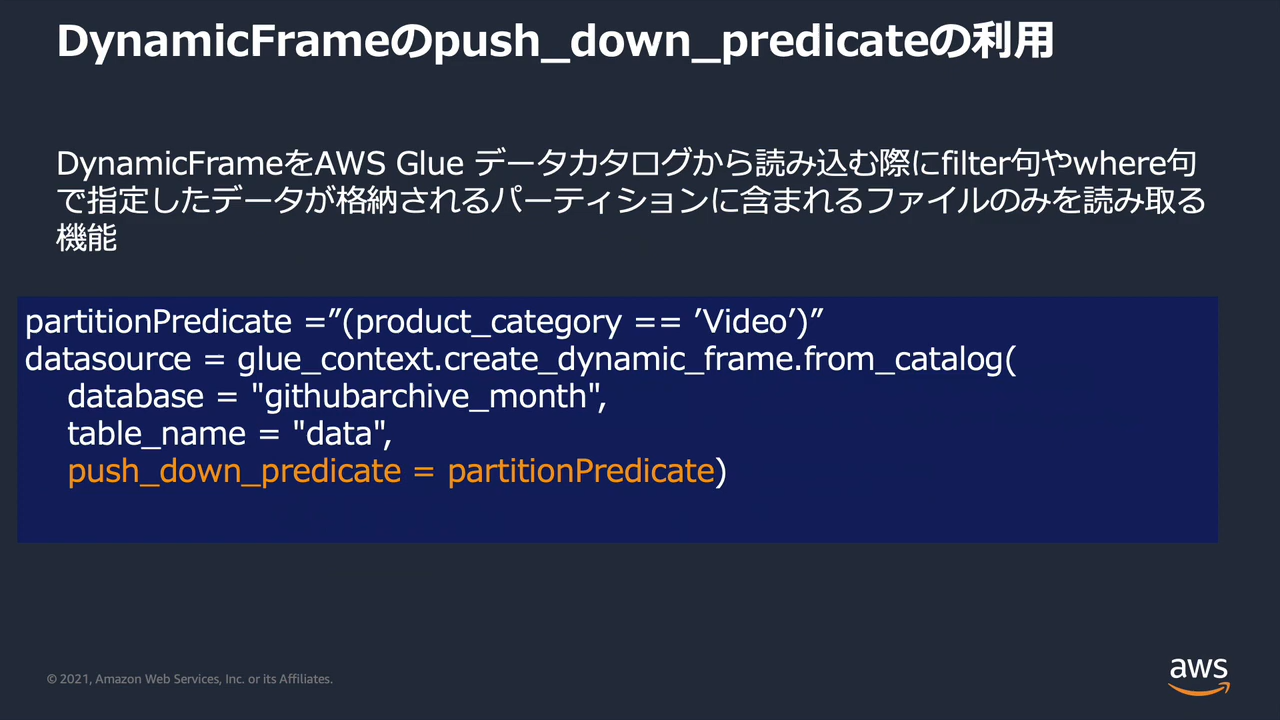 DynamicFrameのpush_down_predicateの利用
DynamicFrameをAWS Glue データカタログから読み込む際にfilter句やwhere句
で指定したデータが格納されるパーティションに含まれるファイルのみを読み取る
機能
partitionPredicate =”(product_category == ’Video’)”
datasource = glue_context.create_dynamic_frame.from_catalog(
database = "githubarchive_month",
table_name = "data",
push_down_predicate = partitionPredicate)
© 2021, Amazon Web Services, Inc. or its Affiliates.
aws